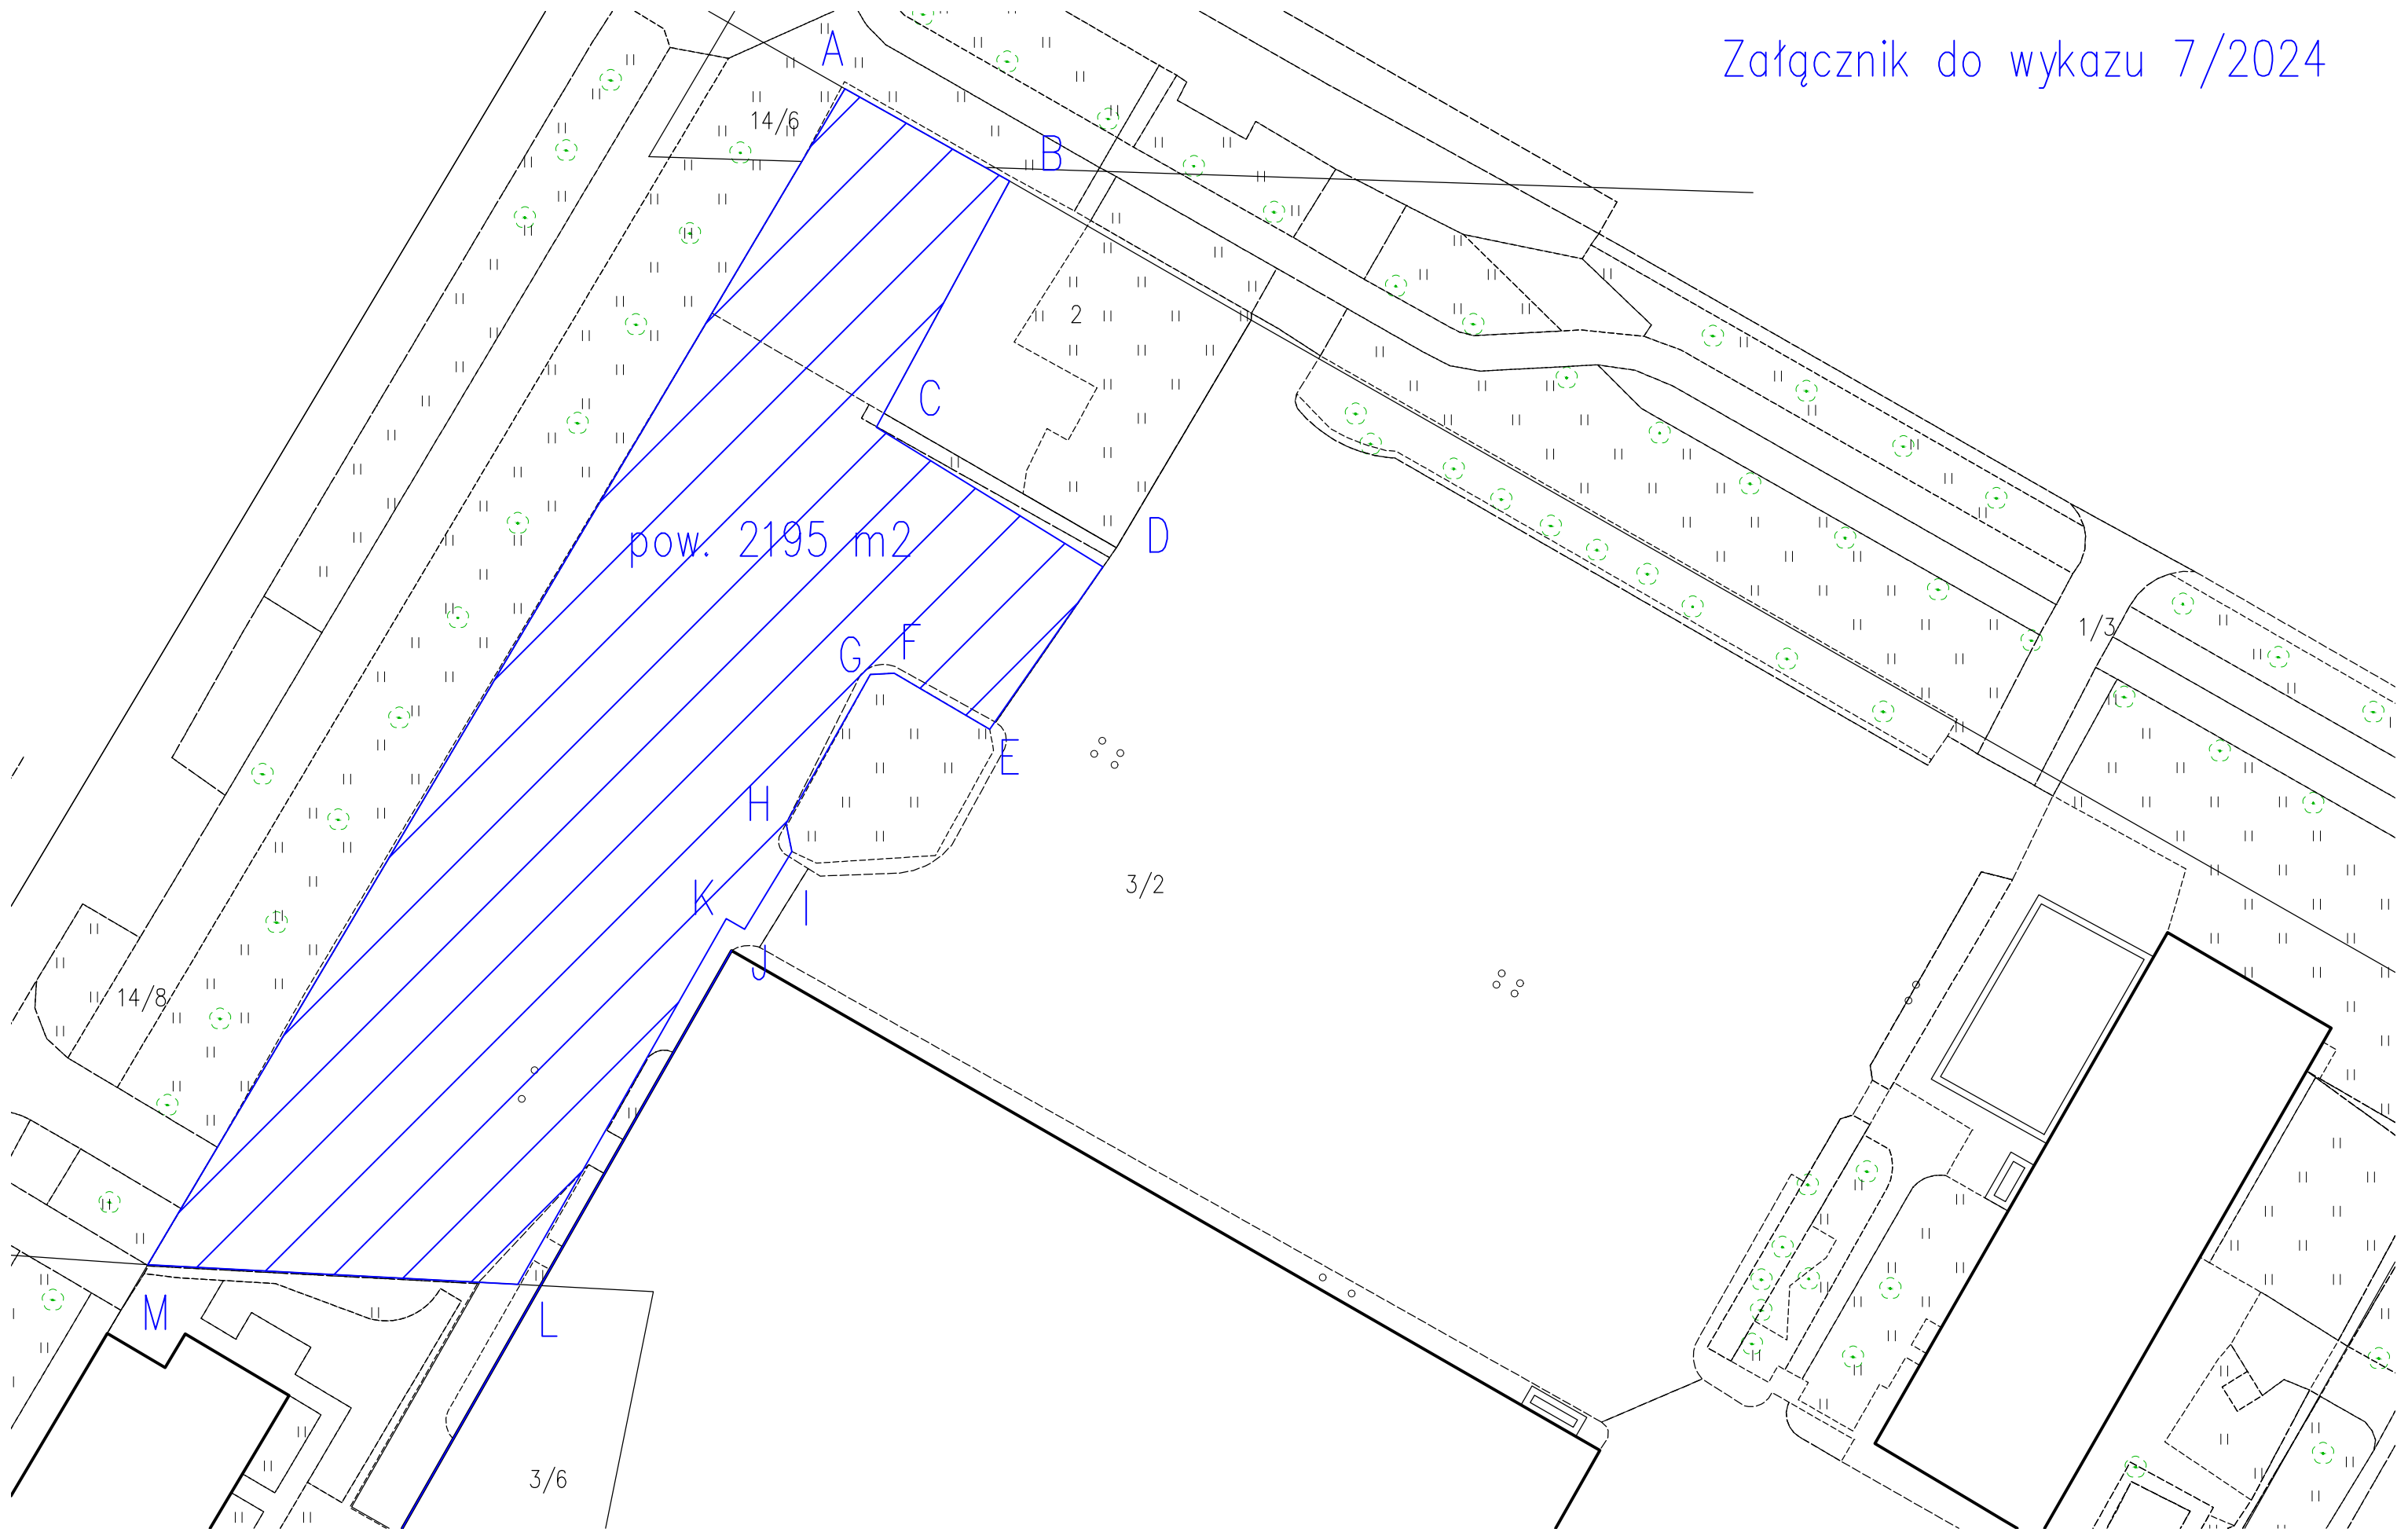 Załącznik do wykazu 7/2024
A
14/6
B
2
C
pow. 2195 m2
D
1/3
G
F
E
H
3/2
K
I
J
14/8
M
L
3/6